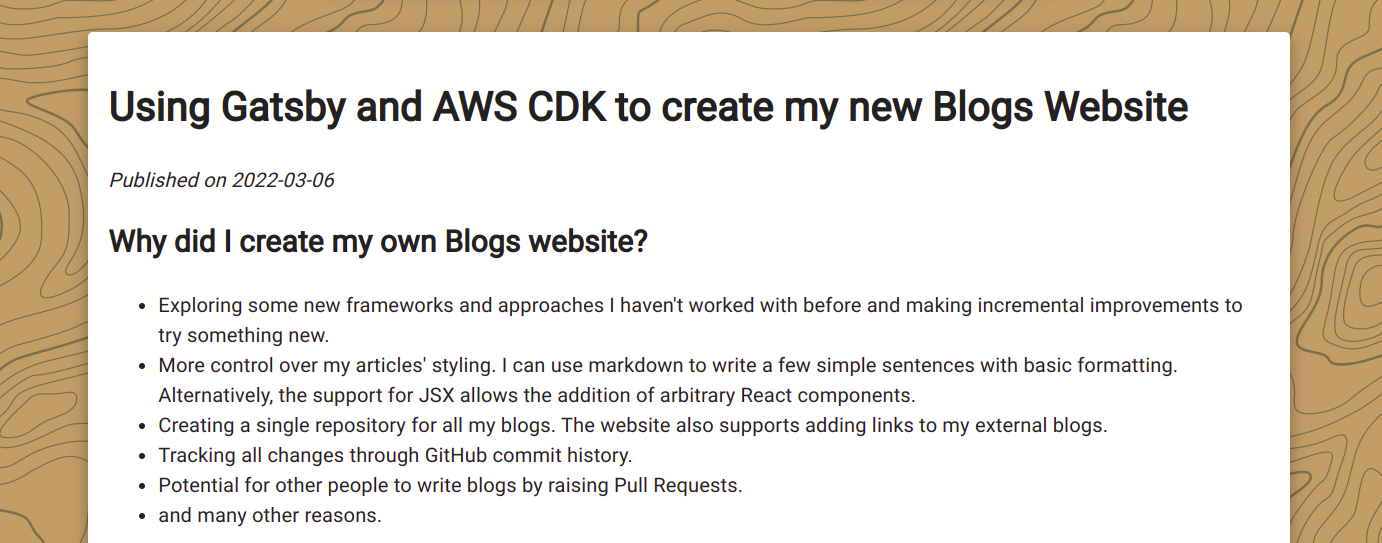 Using Gatsby and AWS CDK to create my new Blogs Website
Published on 2022-03-06
Why did I create my own Blogs website?
• Exploring some new frameworks and approaches I haven't worked with before and making incremental improvements to
try something new.
• More control over my articles' styling. I can use markdown to write a few simple sentences with basic formatting.
Alternatively, the support for JSX allows the addition of arbitrary React components.
• Creating a single repository for all my blogs. The website also supports adding links to my external blogs.
• Tracking all changes through GitHub commit history.
• Potential for other people to write blogs by raising Pull Requests.
• and many other reasons.